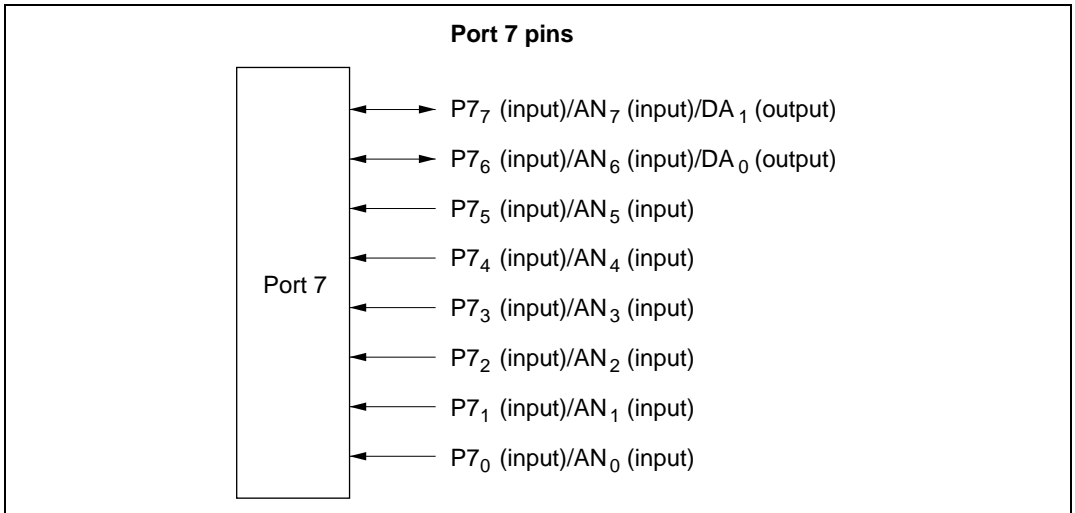 Port 7 pins
P7₇ (input)/AN₇ (input)/DA₁ (output)
P7₆ (input)/AN₆ (input)/DA₀ (output)
P7₅ (input)/AN₅ (input)
P7₄ (input)/AN₄ (input)
Port 7
P7₃ (input)/AN₃ (input)
P7₂ (input)/AN₂ (input)
P7₁ (input)/AN₁ (input)
P7₀ (input)/AN₀ (input)